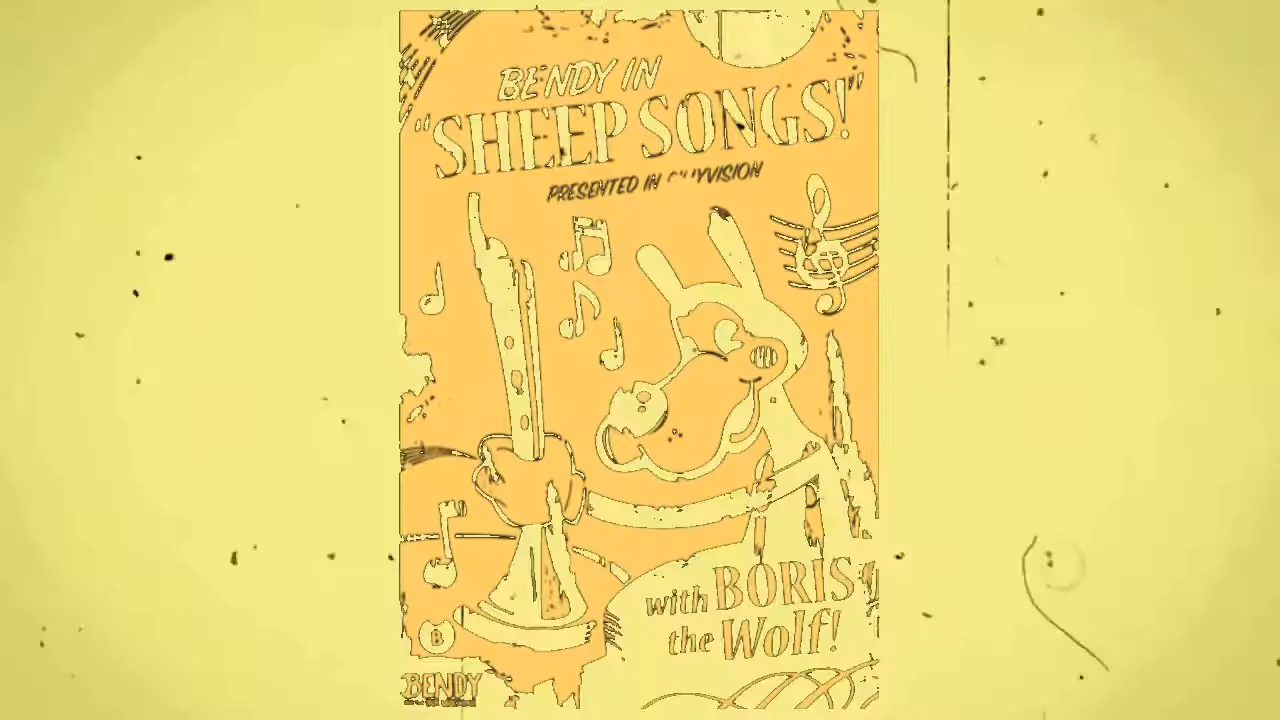 BENDY IN
"SHEEP SONGS!"
PRESENTED IN
with BORIS
the Wolf!
B
BENDY